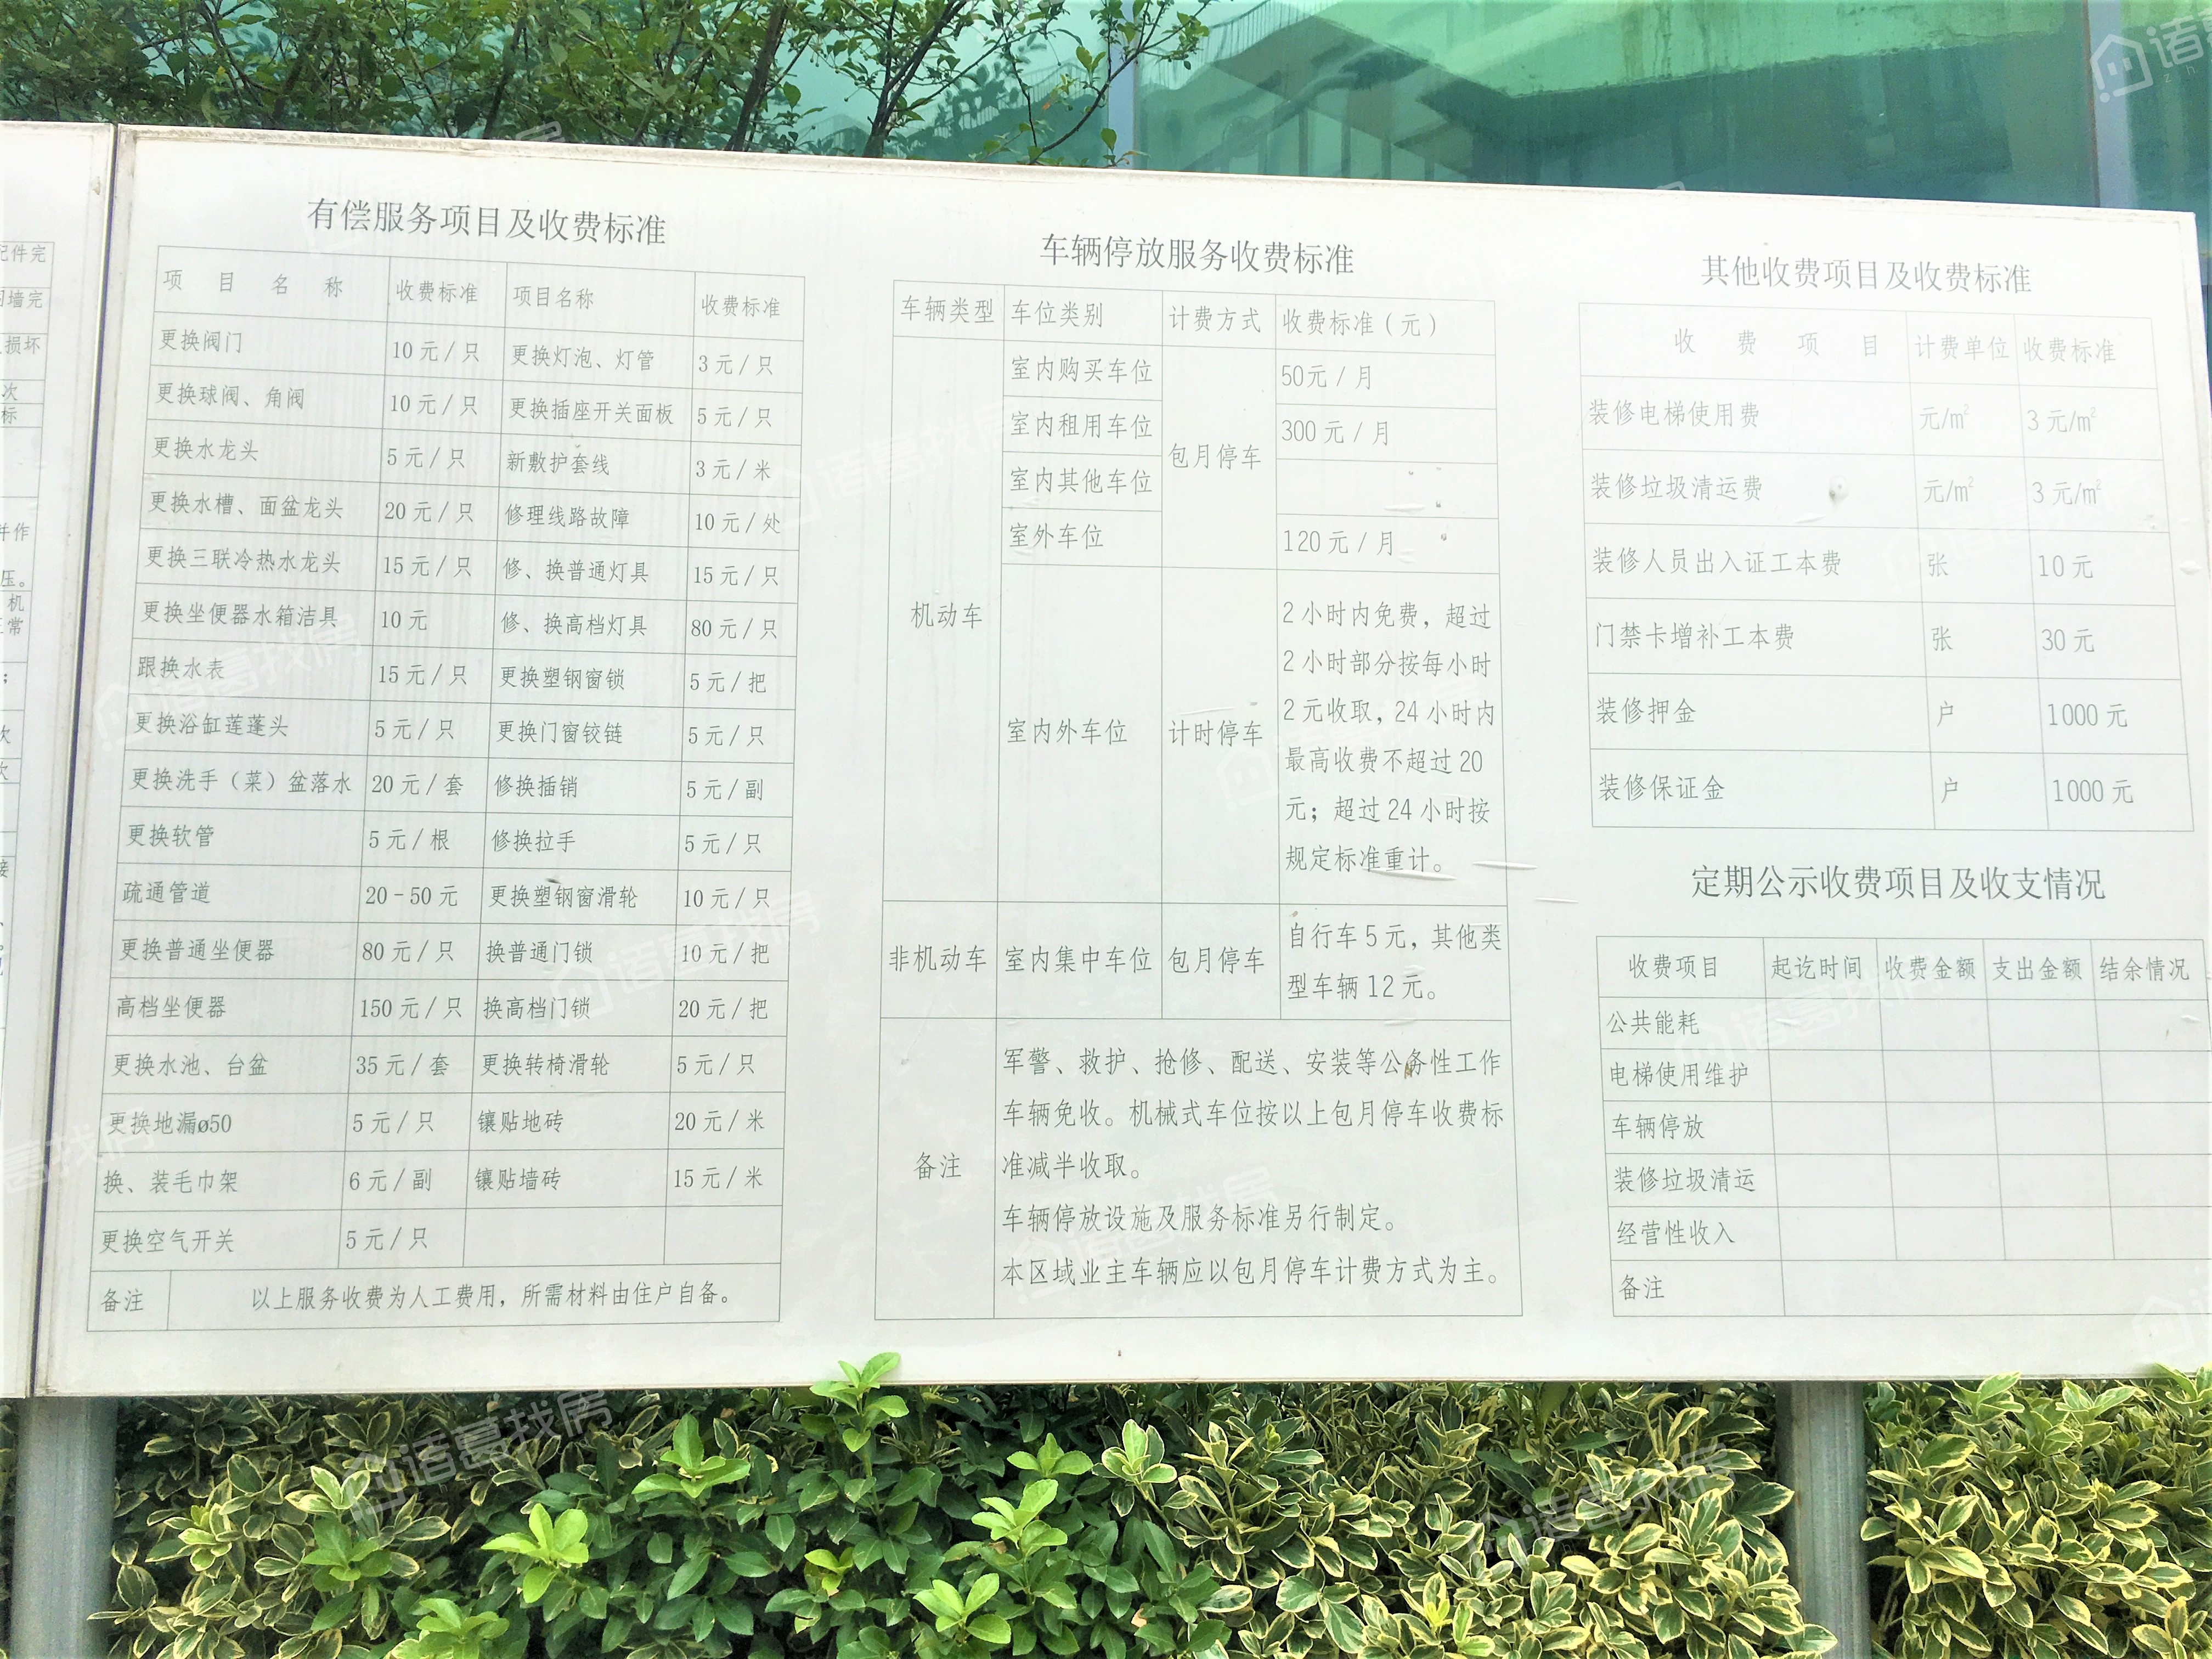 有偿服务项目及收费标准
项目名称 收费标准 项目名称 收费标准
更换阀门 10元/只 更换灯泡、灯管 3元/只
更换球阀、角阀 10元/只 更换插座开关面板 5元/只
更换水龙头 5元/只 新敷护套线 3元/米
更换水槽、面盆龙头 20元/只 修理线路故障 10元/处
更换三联冷热水龙头 15元/只 修、换普通灯具 15元/只
更换坐便器水箱洁具 10元 修、换高档灯具 80元/只
跟换水表 15元/只 更换塑钢窗锁 5元/把
更换浴缸莲蓬头 5元/只 更换门窗铰链 5元/只
更换洗手（菜）盆落水 20元/套 修换插销 5元/副
更换软管 5元/根 修换拉手 5元/只
疏通管道 20-50元 更换塑钢窗滑轮 10元/只
更换普通坐便器 80元/只 换普通门锁 10元/把
高档坐便器 150元/只 换高档门锁 20元/把
更换水池、台盆 35元/套 更换转椅滑轮 5元/只
更换地漏ø50 5元/只 镶贴地砖 20元/米
换、装毛巾架 6元/副 镶贴墙砖 15元/米
更换空气开关 5元/只
备注 以上服务收费为人工费用，所需材料由住户自备。
车辆停放服务收费标准
车辆类型 车位类别 计费方式 收费标准（元）
机动车
室内购买车位 50元/月
室内租用车位 300元/月
包月停车
室内其他车位
室外车位 120元/月
室内外车位 计时停车
2小时内免费，超过
2小时部分按每小时
2元收取，24小时内
最高收费不超过20
元；超过24小时按
规定标准重计。
非机动车 室内集中车位 包月停车
自行车5元，其他类
型车辆12元。
备注
军警、救护、抢修、配送、安装等公务性工作
车辆免收。机械式车位按以上包月停车收费标
准减半收取。
车辆停放设施及服务标准另行制定。
本区域业主车辆应以包月停车计费方式为主。
其他收费项目及收费标准
收费项目 计费单位 收费标准
装修电梯使用费 元/㎡ 3元/㎡
装修垃圾清运费 元/㎡ 3元/㎡
装修人员出入证工本费 张 10元
门禁卡增补工本费 张 30元
装修押金 户 1000元
装修保证金 户 1000元
定期公示收费项目及收支情况
收费项目 起讫时间 收费金额 支出金额 结余情况
公共能耗
电梯使用维护
车辆停放
装修垃圾清运
经营性收入
备注
诸葛找房